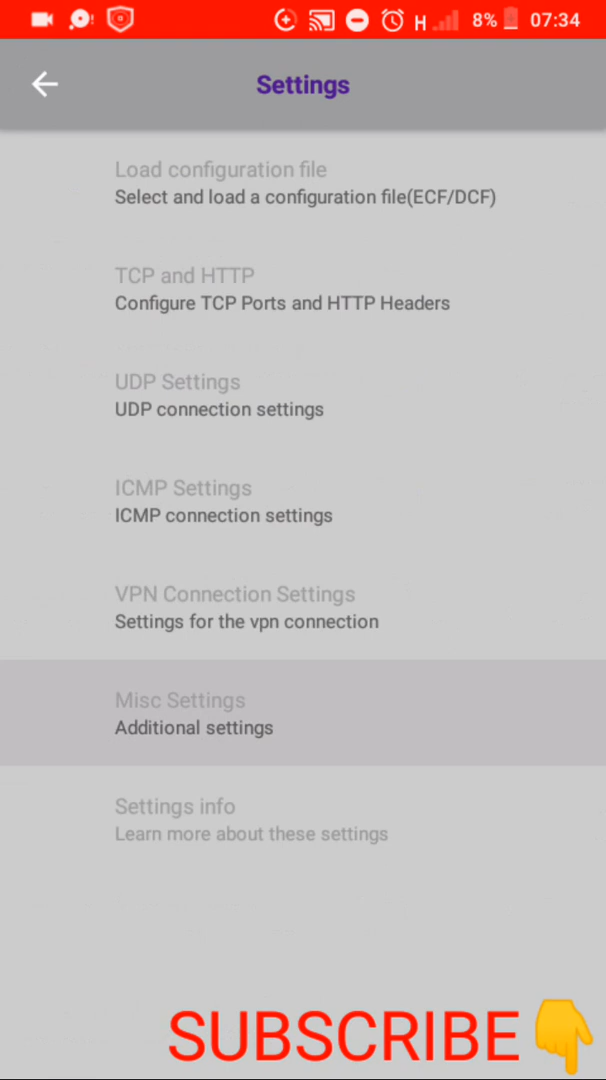 H 8% 07:34
Settings
Load configuration file
Select and load a configuration file(ECF/DCF)
TCP and HTTP
Configure TCP Ports and HTTP Headers
UDP Settings
UDP connection settings
ICMP Settings
ICMP connection settings
VPN Connection Settings
Settings for the vpn connection
Misc Settings
Additional settings
Settings info
Learn more about these settings
SUBSCRIBE